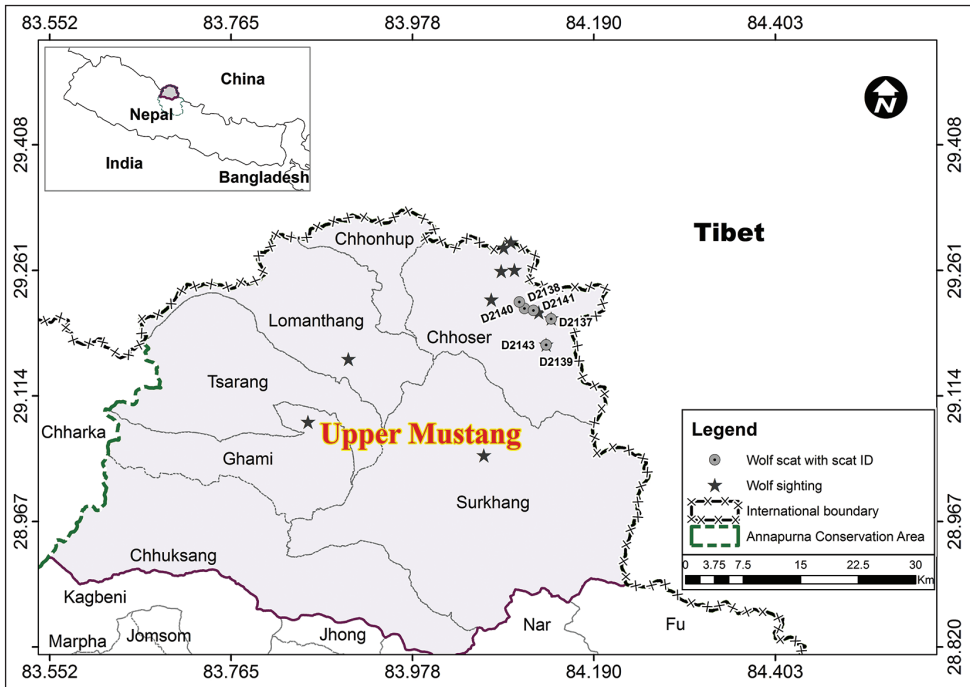 83.552 83.765 83.978 84.190 84.403
China
Nepal
India
Bangladesh
N
29.408 29.408
Tibet
Chhonhup
29.261 29.261
D2138
D2141
D2140
D2137
Lomanthang
Chhoser
D2143
D2139
Tsarang
29.114 29.114
Chharka
Upper Mustang
Ghami
Surkhang
Legend
Wolf scat with scat ID
Wolf sighting
International boundary
Annapurna Conservation Area
0 3.75 7.5 15 22.5 30
Km
28.967 28.967
Chhuksang
Kagbeni
Marpha
Jomsom
Jhong
Nar
Fu
28.820 28.820
83.552 83.765 83.978 84.190 84.403